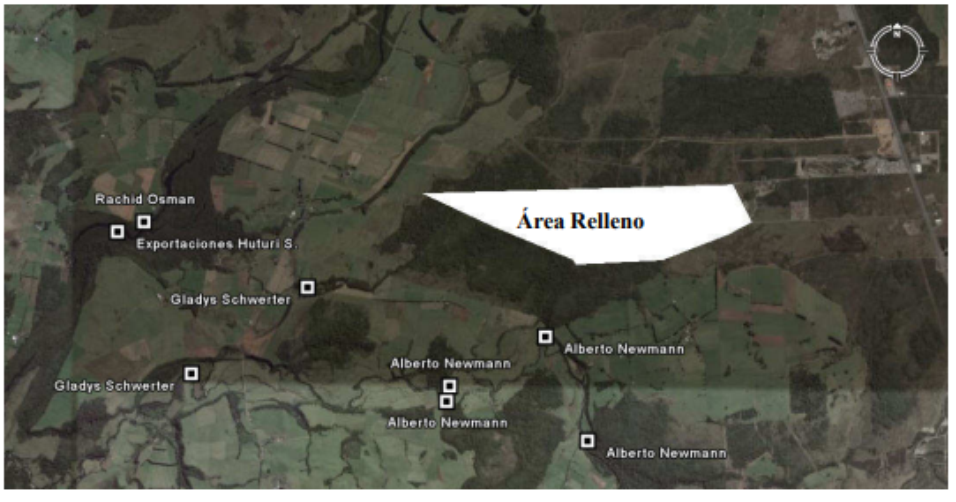 N
Rachid Osman
Área Relleno
Exportaciones Huturi S.
Gladys Schwerter
Alberto Newmann
Alberto Newmann
Gladys Schwerter
Alberto Newmann
Alberto Newmann